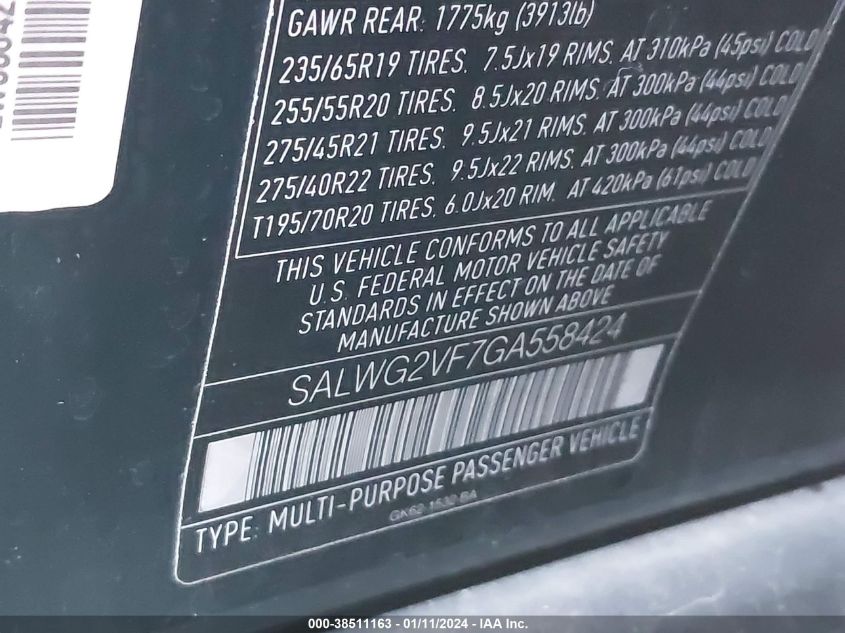 GAWR REAR: 1775kg (3913lb)
235/65R19 TIRES. 7.5Jx19 RIMS. AT 310kPa (45psi) COLD
255/55R20 TIRES. 8.5Jx20 RIMS. AT 300kPa (44psi) COLD
275/45R21 TIRES. 9.5Jx21 RIMS. AT 300kPa (44psi) COLD
275/40R22 TIRES. 9.5Jx22 RIMS. AT 300kPa (44psi) COLD
T195/70R20 TIRES. 6.0Jx20 RIM. AT 420kPa (61psi) COLD
THIS VEHICLE CONFORMS TO ALL APPLICABLE
U.S. FEDERAL MOTOR VEHICLE SAFETY
STANDARDS IN EFFECT ON THE DATE OF
MANUFACTURE SHOWN ABOVE
SALWG2VF7GA558424
TYPE: MULTI-PURPOSE PASSENGER VEHICLE
GK62-1532-BA
000-38511163 - 01/11/2024 - IAA Inc.